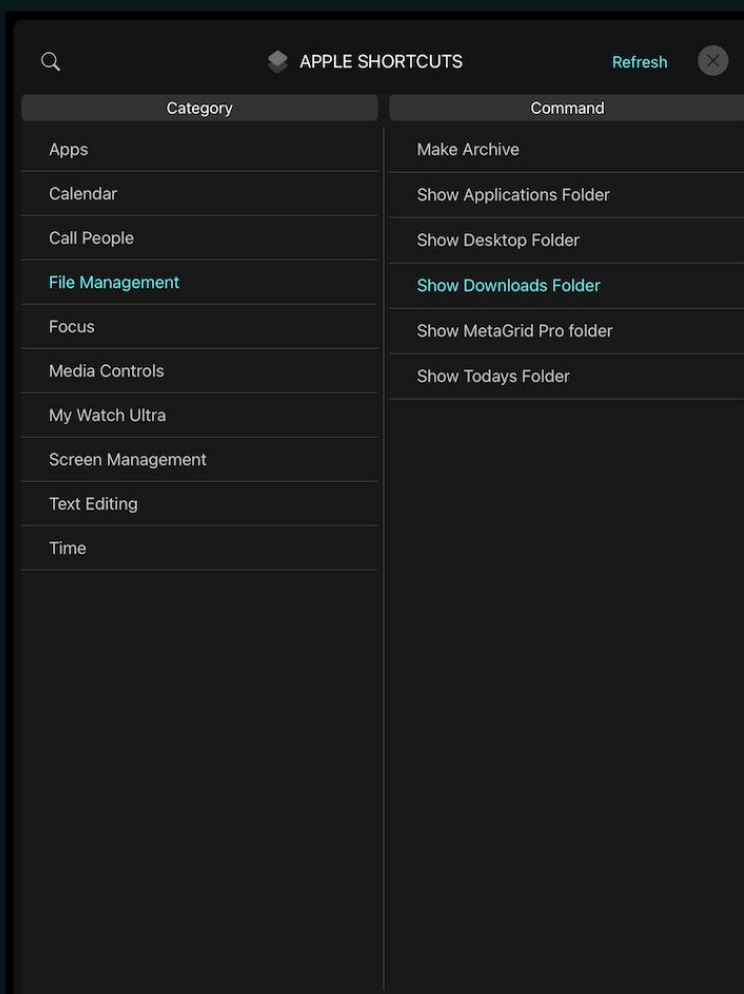 APPLE SHORTCUTS
Refresh
Category
Command
Apps
Calendar
Call People
File Management
Focus
Media Controls
My Watch Ultra
Screen Management
Text Editing
Time
Make Archive
Show Applications Folder
Show Desktop Folder
Show Downloads Folder
Show MetaGrid Pro folder
Show Todays Folder